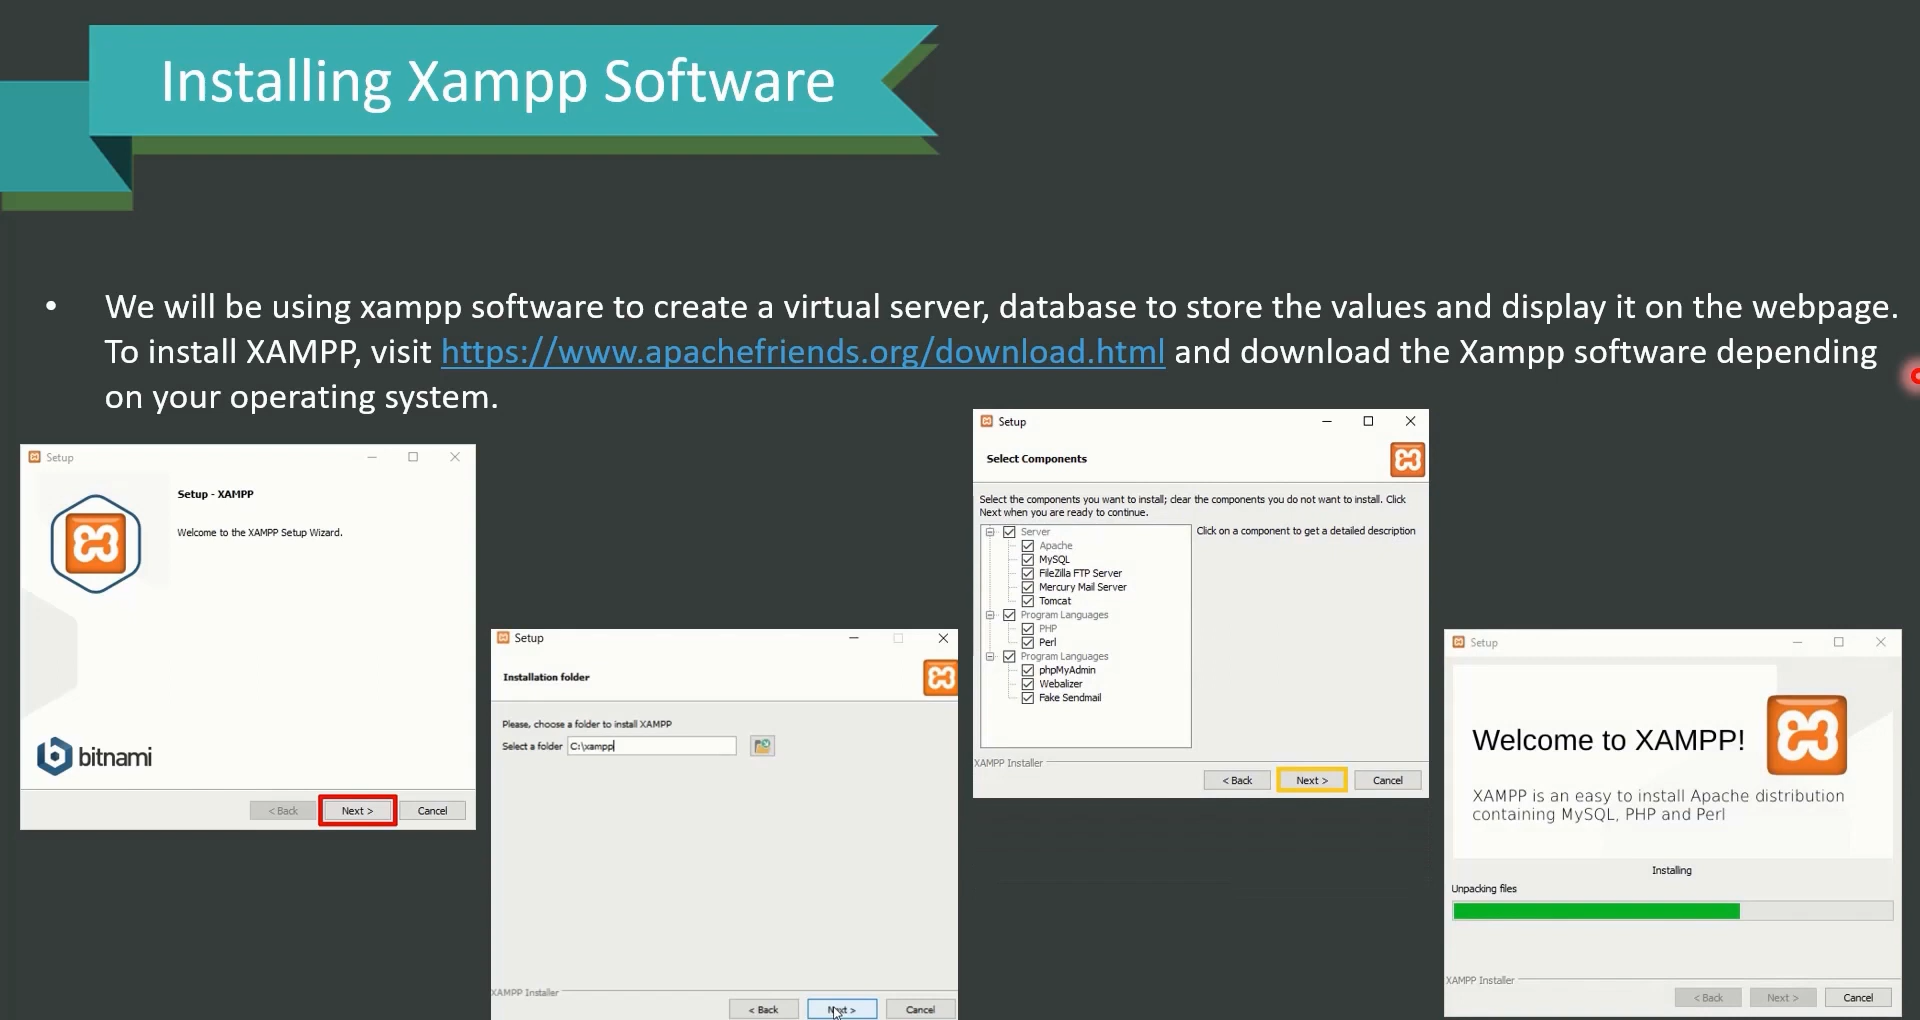 Installing Xampp Software
• We will be using xampp software to create a virtual server, database to store the values and display it on the webpage.
To install XAMPP, visit https://www.apachefriends.org/download.html and download the Xampp software depending
on your operating system.
Setup
Setup - XAMPP
Welcome to the XAMPP Setup Wizard.
bitnami
< Back Next > Cancel
Setup
Installation folder
Please, choose a folder to install XAMPP
Select a folder C:\xampp
XAMPP Installer
< Back Next > Cancel
Setup
Select Components
Select the components you want to install; clear the components you do not want to install. Click
Next when you are ready to continue.
Server
Apache
MySQL
FileZilla FTP Server
Mercury Mail Server
Tomcat
Program Languages
PHP
Perl
Program Languages
phpMyAdmin
Webalizer
Fake Sendmail
Click on a component to get a detailed description
XAMPP Installer
< Back Next > Cancel
Setup
Welcome to XAMPP!
XAMPP is an easy to install Apache distribution
containing MySQL, PHP and Perl
Installing
Unpacking files
XAMPP Installer
< Back Next > Cancel